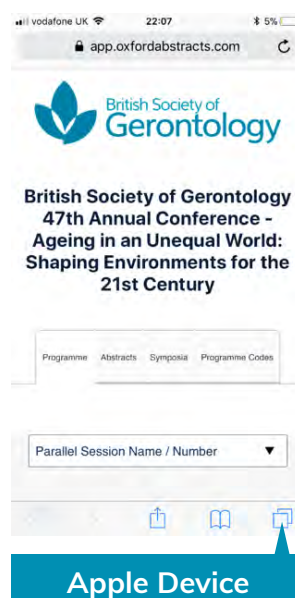 vodafone UK 22:07 5%
app.oxfordabstracts.com
British Society of
Gerontology
British Society of Gerontology
47th Annual Conference -
Ageing in an Unequal World:
Shaping Environments for the
21st Century
Programme Abstracts Symposia Programme Codes
Parallel Session Name / Number
Apple Device